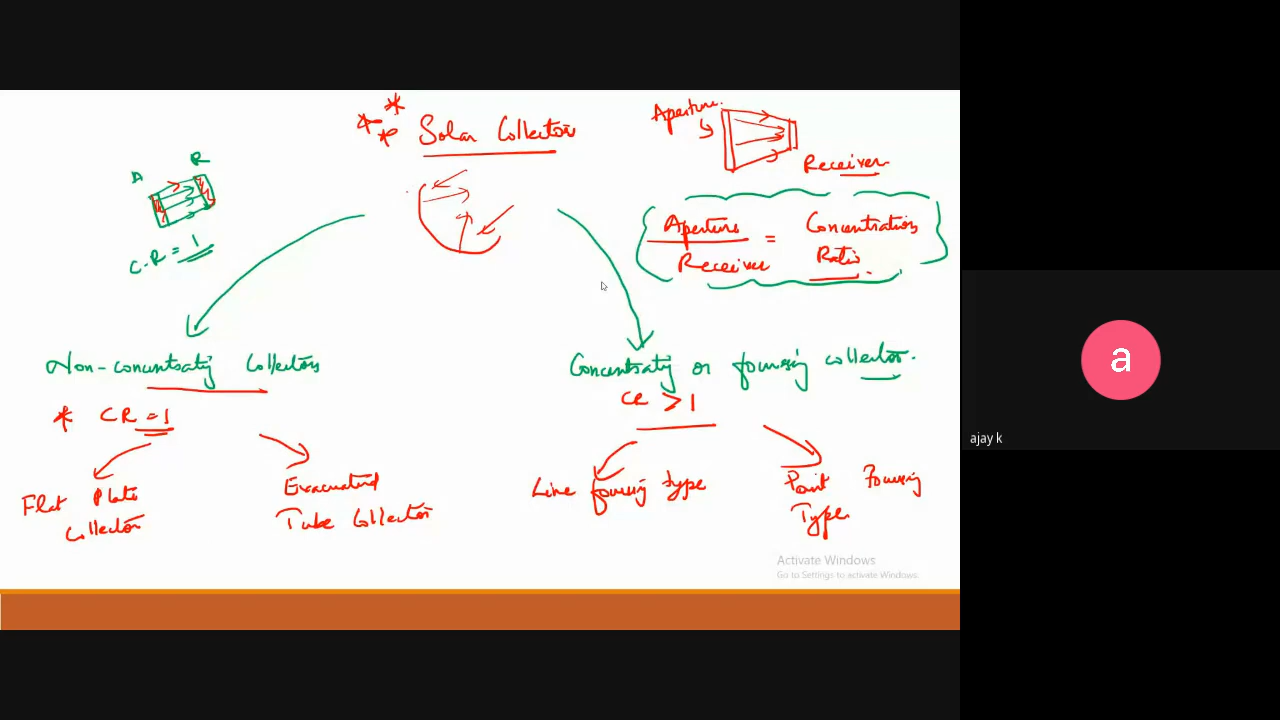 Solar Collector
Aperture
Receiver
A R
C.R = 1
Aperture
Receiver
=
Concentration
Ratio
Non-concentrating Collectors
* CR = 1
Flat Plate
Collector
Evacuated
Tube Collector
Concentrating or focusing collector.
CR > 1
Line focusing type
Point Focusing
Type
Activate Windows
Go to Settings to activate Windows.
a
ajay k